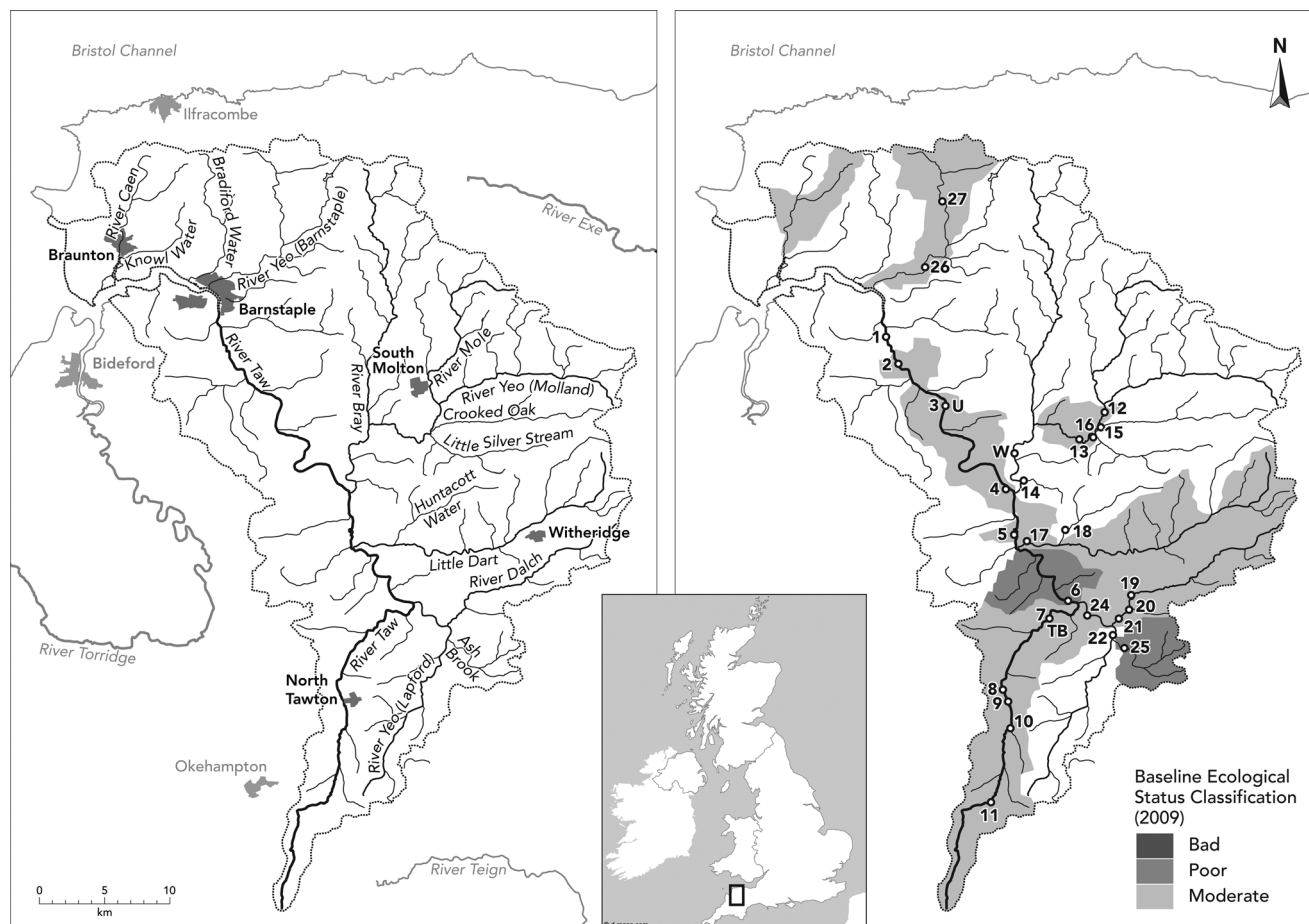 Bristol Channel
Ilfracombe
River Caen
Bradiford Water
River Yeo (Barnstaple)
River Exe
Braunton
Knowl Water
Barnstaple
River Taw
Bideford
South
Molton
River Mole
River Bray
River Yeo (Molland)
Crooked Oak
Little Silver Stream
Huntacott
Water
Witheridge
Little Dart
River Dalch
River Torridge
River Taw
Ash
Brook
North
Tawton
River Yeo (Lapford)
Okehampton
River Teign
0 5 10
km
Bristol Channel
N
27
26
1
2
3 U
12
16
15
13
W
14
4
5
17
18
6
19
7
TB
24
20
21
22
25
8
9
10
11
Baseline Ecological
Status Classification
(2009)
Bad
Poor
Moderate